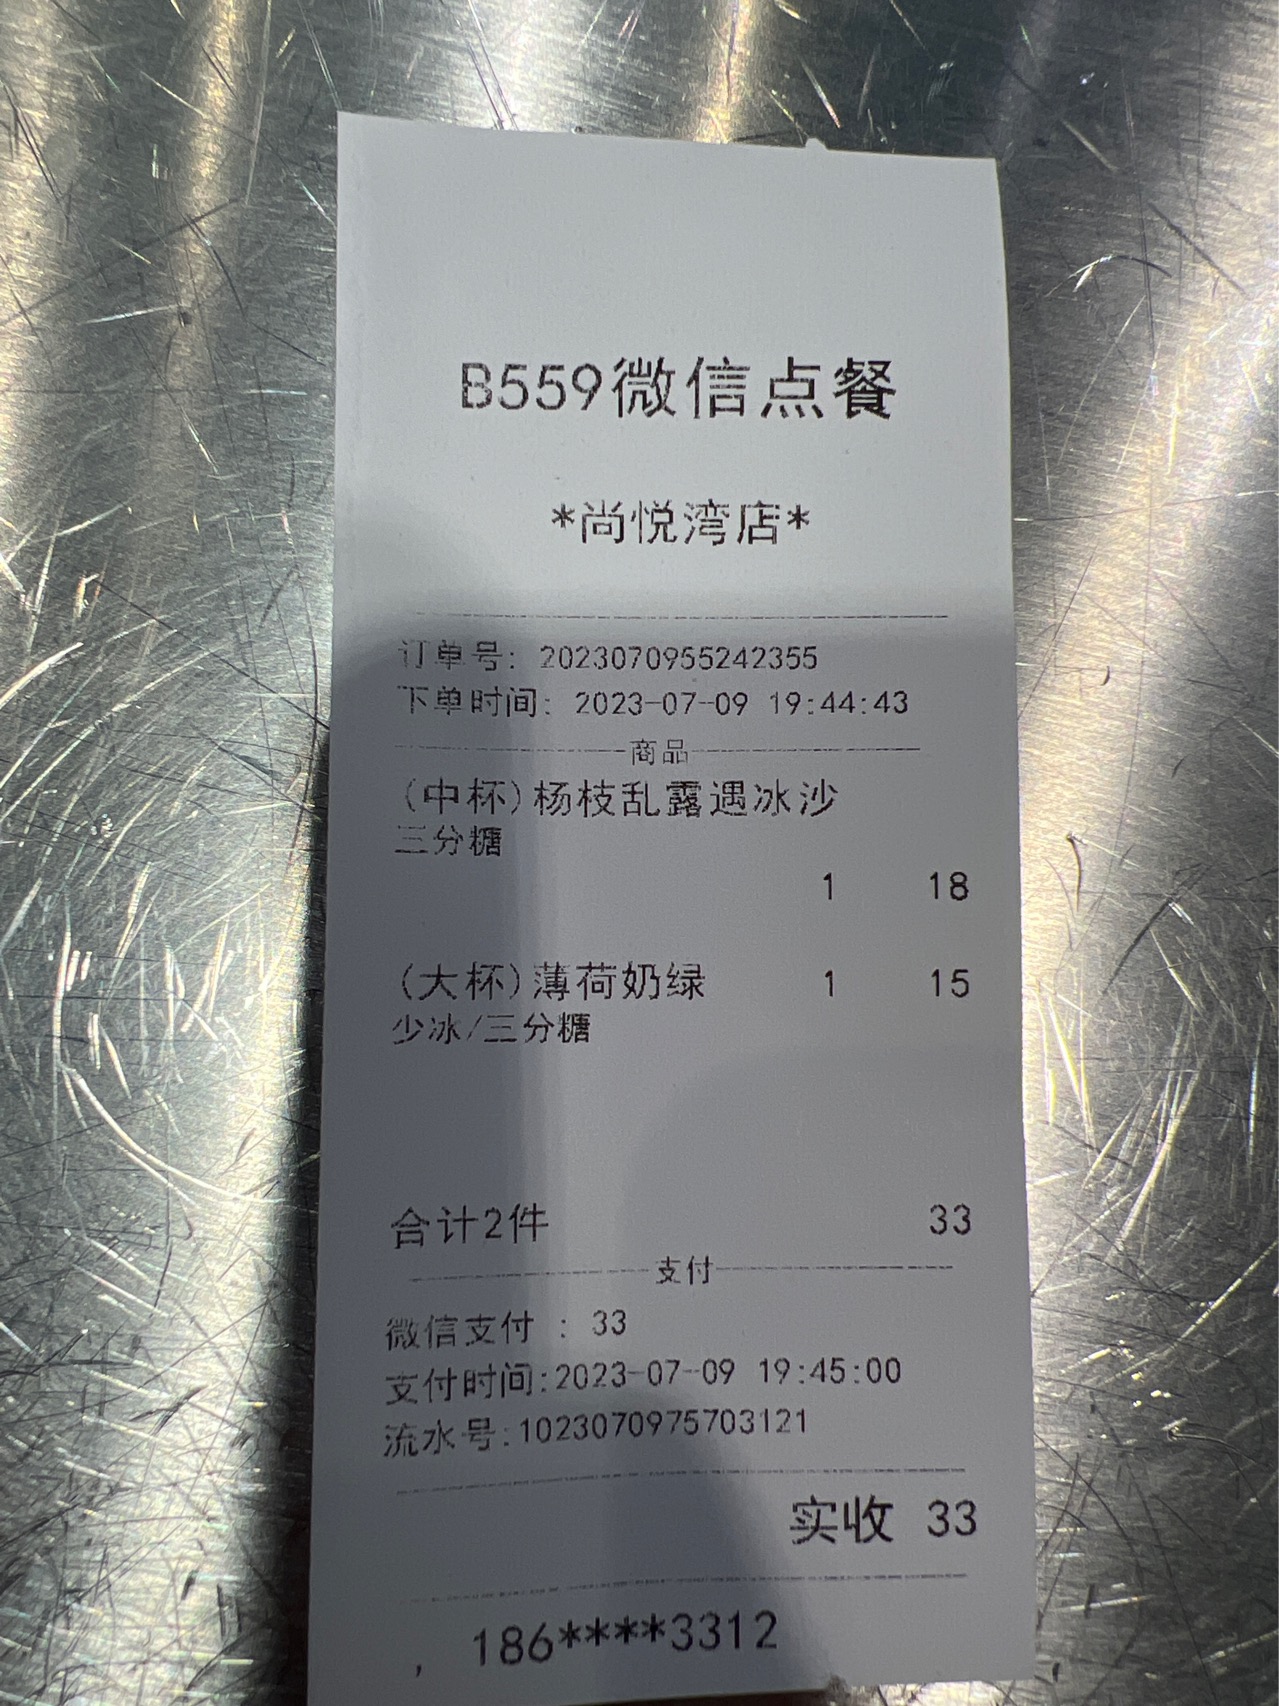 B559微信点餐
*尚悦湾店*
订单号: 2023070955242355
下单时间: 2023-07-09 19:44:43
商品
(中杯)杨枝乱露遇冰沙
三分糖
1 18
(大杯)薄荷奶绿 1 15
少冰/三分糖
合计2件 33
支付
微信支付 : 33
支付时间:2023-07-09 19:45:00
流水号:1023070975703121
实收 33
, 186****3312